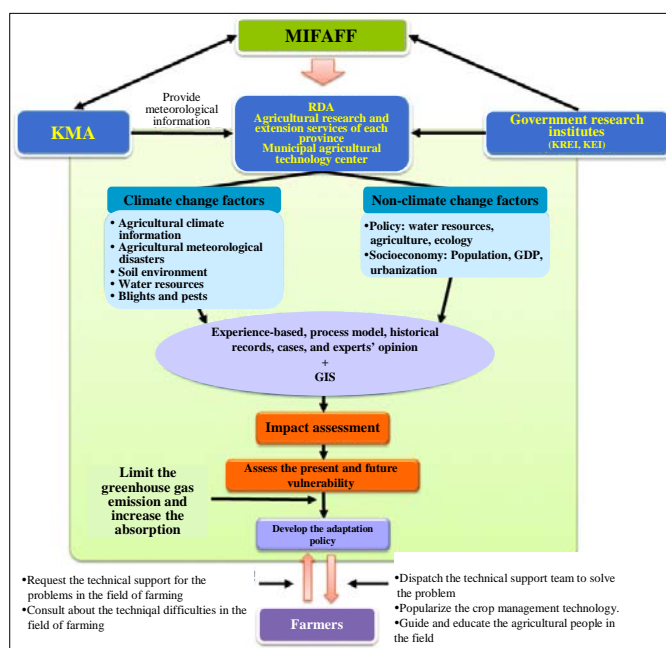 MIFAFF
Provide
meteorological
information
KMA
RDA
Agricultural research and
extension services of each
province
Municipal agricultural
technology center
Government research
institutes
(KREI, KEI)
Climate change factors
• Agricultural climate
information
• Agricultural meteorological
disasters
• Soil environment
• Water resources
• Blights and pests
Non-climate change factors
•Policy: water resources,
agriculture, ecology
•Socioeconomy: Population, GDP,
urbanization
Experience-based, process model, historical
records, cases, and experts’ opinion
+
GIS
Impact assessment
Assess the present and future
vulnerability
Limit the
greenhouse gas
emission and
increase the
absorption
Develop the adaptation
policy
•Request the technical support for the
problems in the field of farming
•Consult about the techniqal difficulties in the
field of farming
•Dispatch the technical support team to solve
the problem
•Popularize the crop management technology.
•Guide and educate the agricultural people in
the field
Farmers